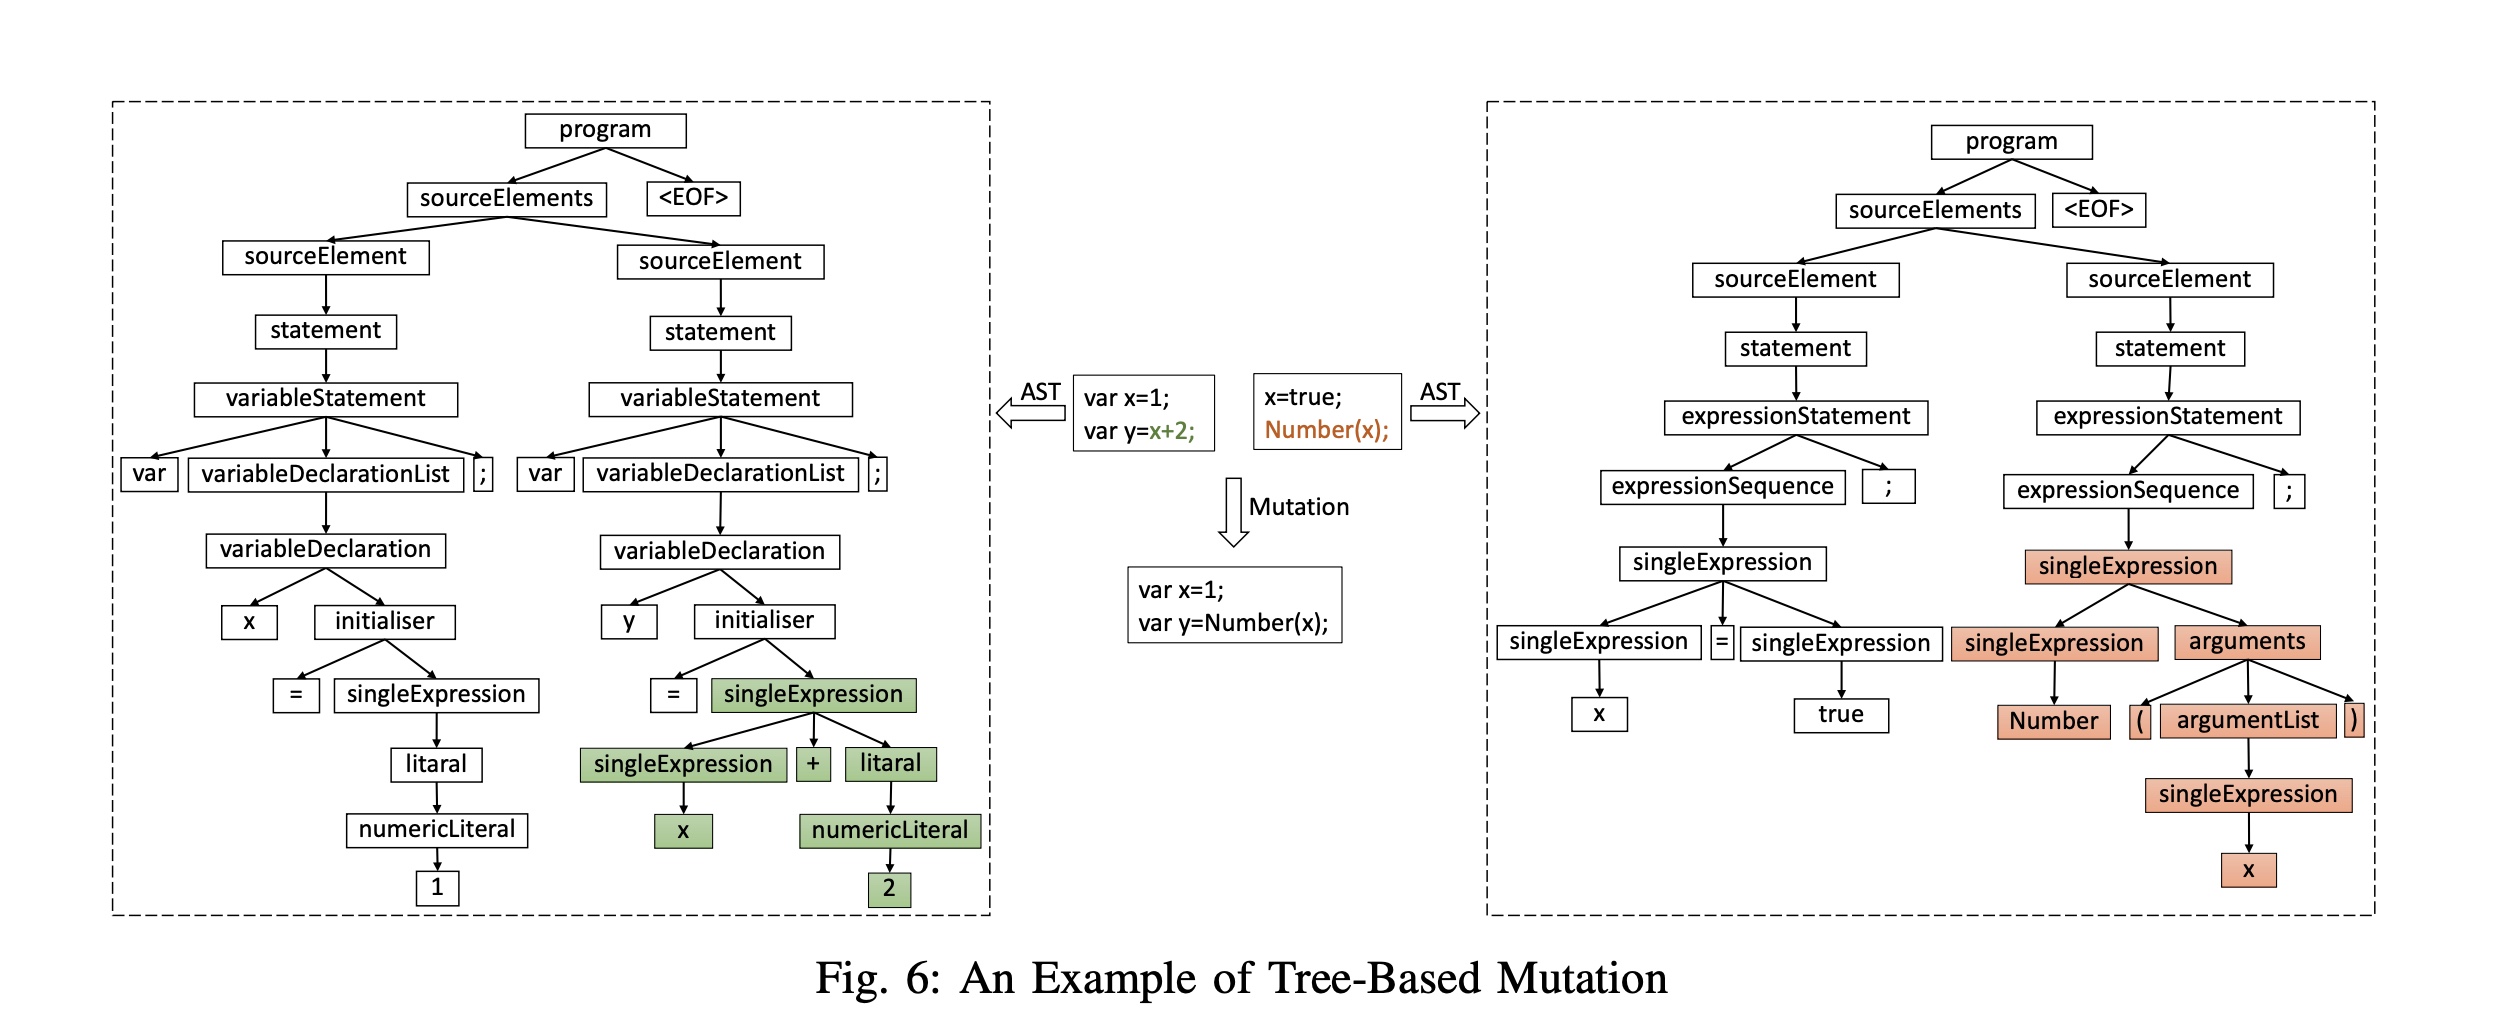 program
sourceElements <EOF>
sourceElement sourceElement
statement statement
variableStatement variableStatement
var variableDeclarationList ; var variableDeclarationList ;
variableDeclaration variableDeclaration
x initialiser y initialiser
= singleExpression = singleExpression
litaral singleExpression + litaral
numericLiteral x numericLiteral
1 2
AST
var x=1;
var y=x+2;
x=true;
Number(x);
AST
Mutation
var x=1;
var y=Number(x);
program
sourceElements <EOF>
sourceElement sourceElement
statement statement
expressionStatement expressionStatement
expressionSequence ; expressionSequence ;
singleExpression singleExpression
singleExpression = singleExpression singleExpression arguments
x true Number ( argumentList )
singleExpression
x
Fig. 6: An Example of Tree-Based Mutation